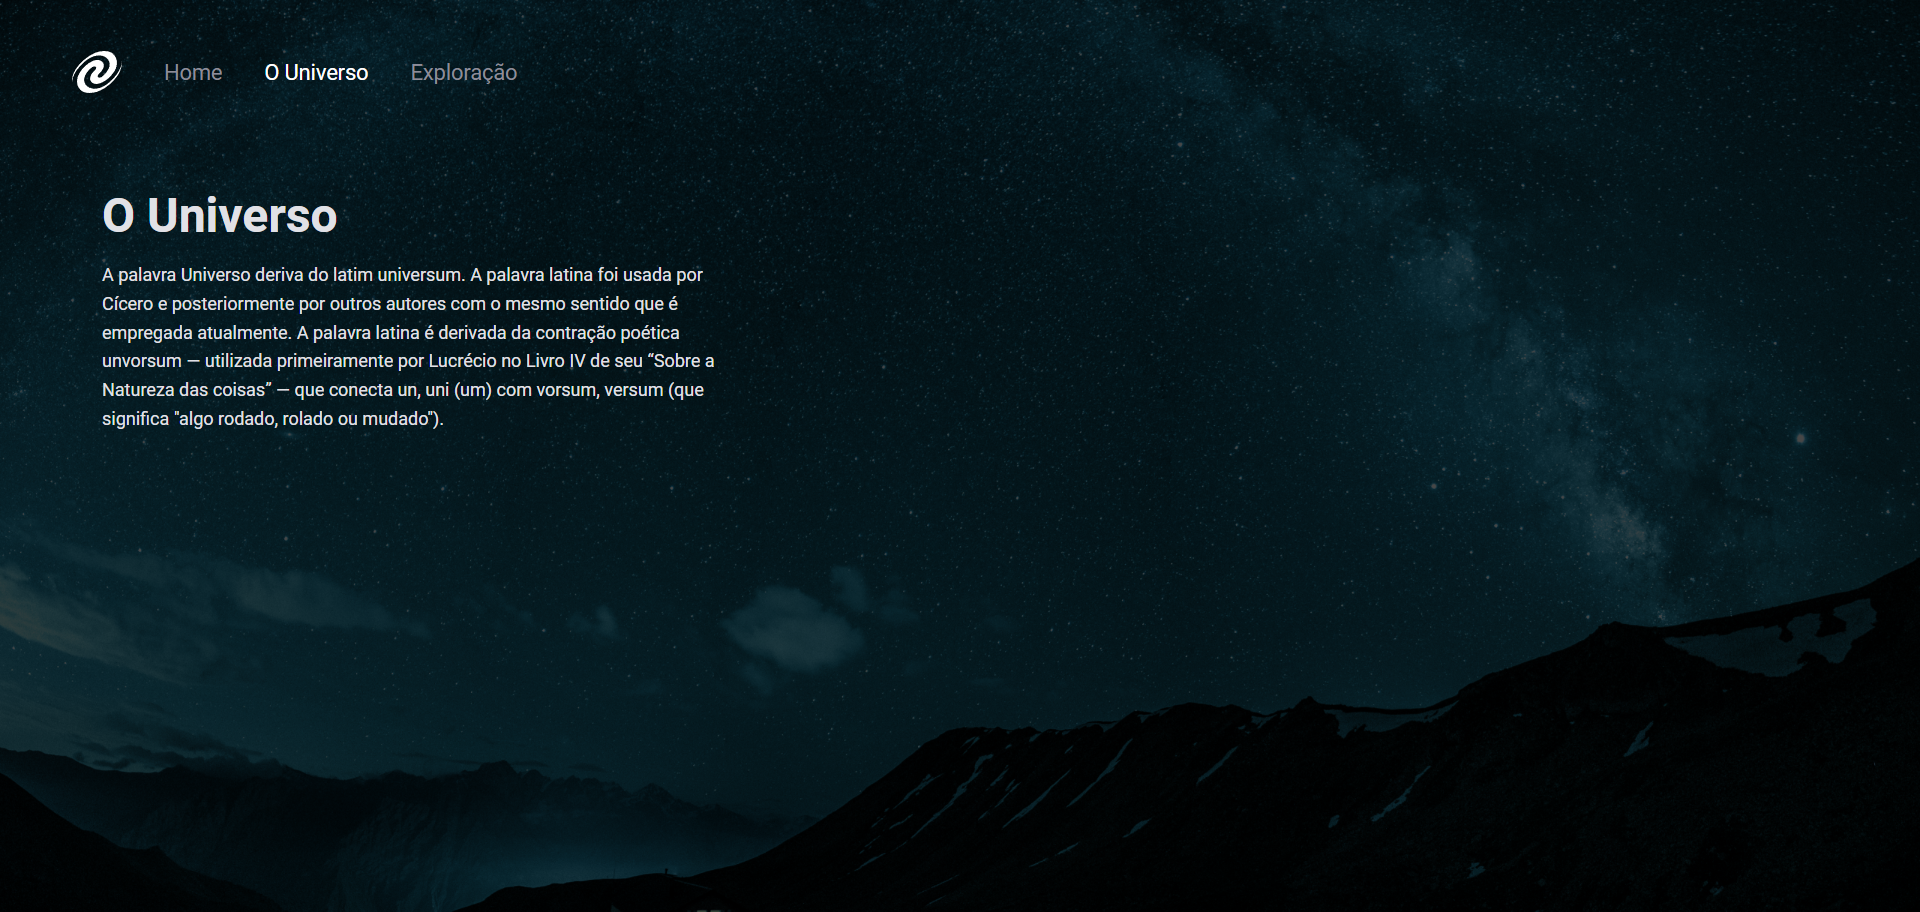 Home O Universo Exploração
O Universo
A palavra Universo deriva do latim universum. A palavra latina foi usada por
Cícero e posteriormente por outros autores com o mesmo sentido que é
empregada atualmente. A palavra latina é derivada da contração poética
unvorsum — utilizada primeiramente por Lucrécio no Livro IV de seu “Sobre a
Natureza das coisas” — que conecta un, uni (um) com vorsum, versum (que
significa "algo rodado, rolado ou mudado").